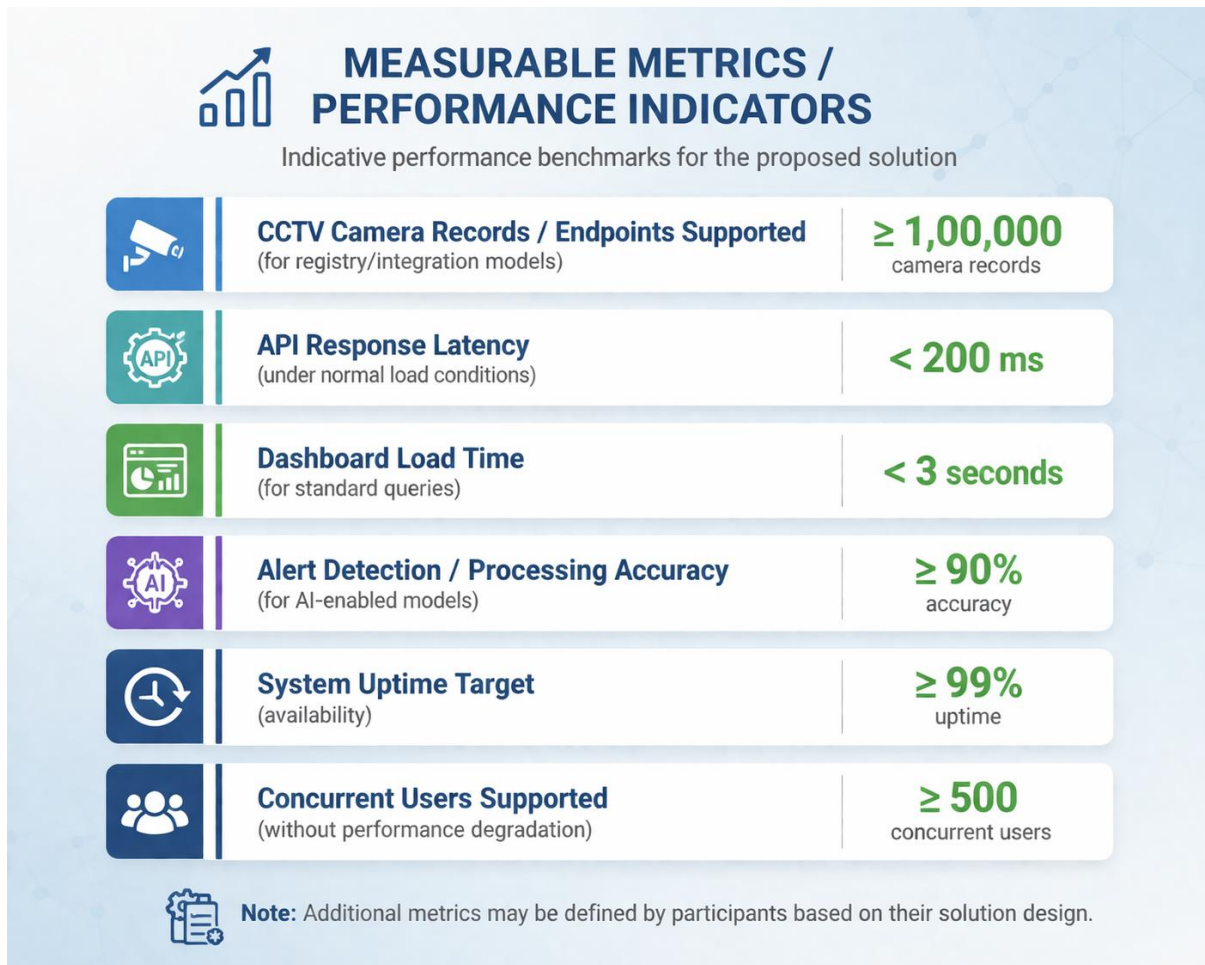 MEASURABLE METRICS /
PERFORMANCE INDICATORS
Indicative performance benchmarks for the proposed solution
CCTV Camera Records / Endpoints Supported
(for registry/integration models)
≥ 1,00,000
camera records
API
API Response Latency
(under normal load conditions)
< 200 ms
Dashboard Load Time
(for standard queries)
< 3 seconds
AI
Alert Detection / Processing Accuracy
(for AI-enabled models)
≥ 90%
accuracy
System Uptime Target
(availability)
≥ 99%
uptime
Concurrent Users Supported
(without performance degradation)
≥ 500
concurrent users
Note: Additional metrics may be defined by participants based on their solution design.